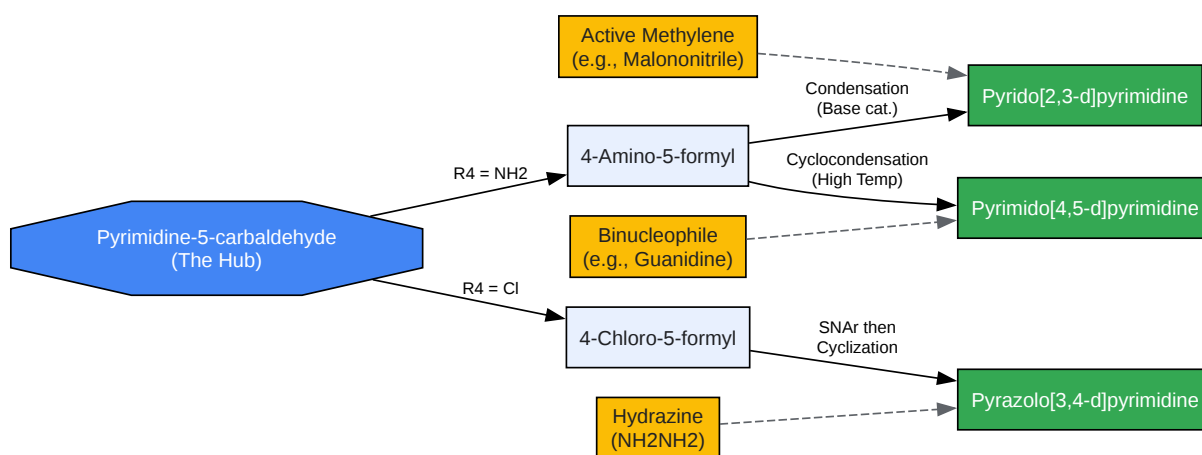 Active Methylene
(e.g., Malononitrile)
Condensation
(Base cat.)
Pyrido[2,3-d]pyrimidine
4-Amino-5-formyl
R4 = NH2
Cyclocondensation
(High Temp)
Pyrimido[4,5-d]pyrimidine
Pyrimidine-5-carbaldehyde
(The Hub)
Binucleophile
(e.g., Guanidine)
R4 = Cl
4-Chloro-5-formyl
SNAr then
Cyclization
Pyrazolo[3,4-d]pyrimidine
Hydrazine
(NH2NH2)